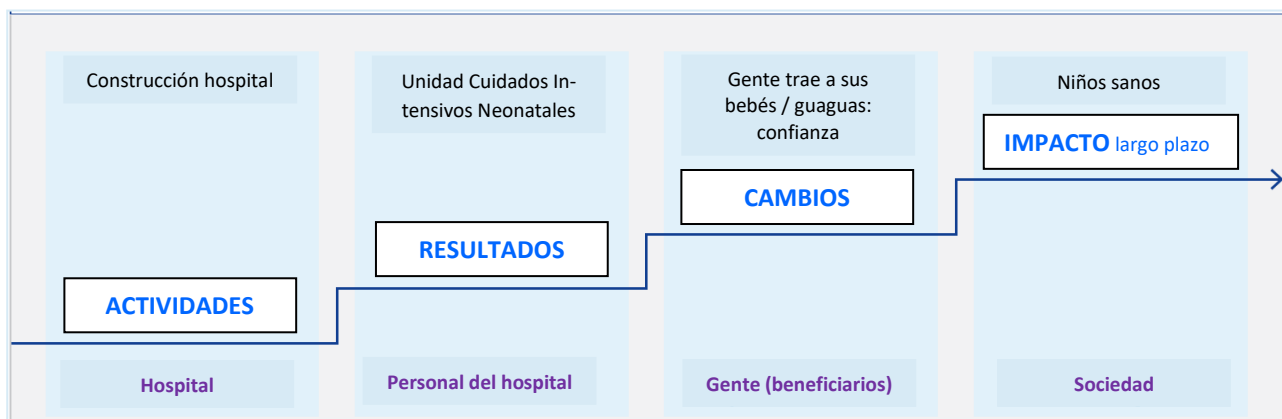 Construcción hospital
Unidad Cuidados In-
tensivos Neonatales
Gente trae a sus
bebés / guaguas:
confianza
Niños sanos
IMPACTO largo plazo
CAMBIOS
RESULTADOS
ACTIVIDADES
Hospital
Personal del hospital
Gente (beneficiarios)
Sociedad